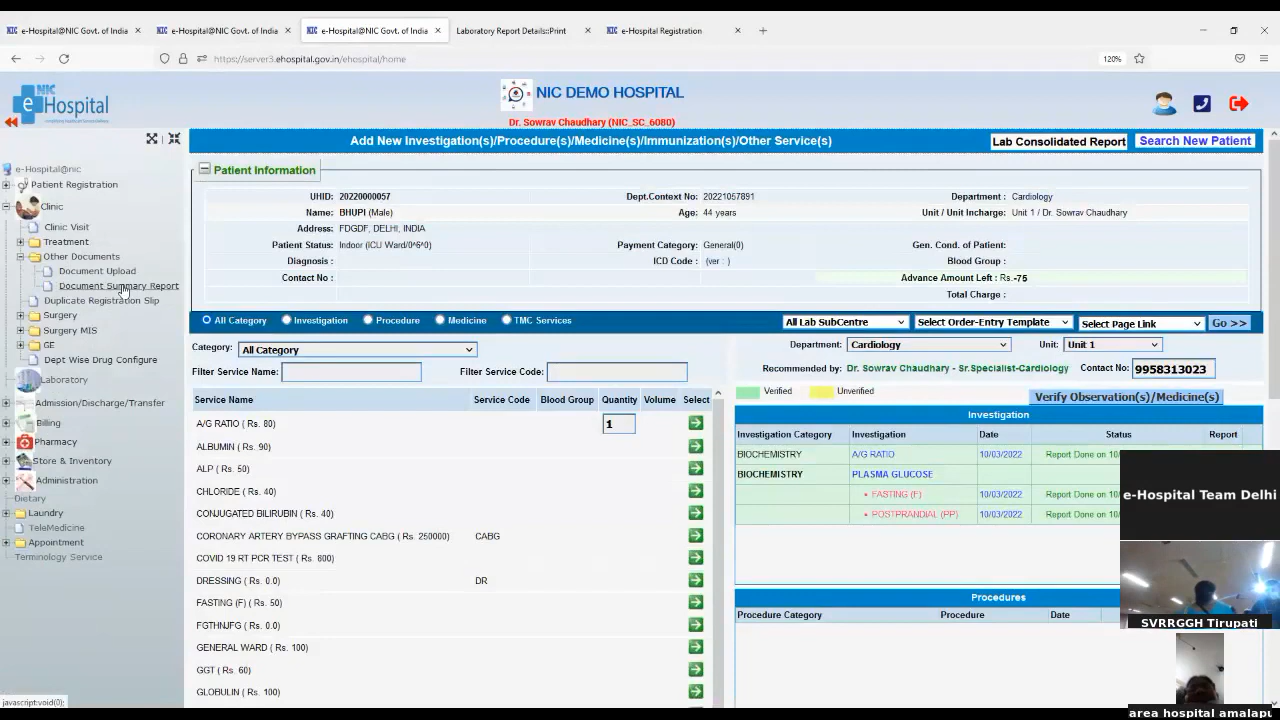 e-Hospital@NIC Govt. of India
e-Hospital@NIC Govt. of India
e-Hospital@NIC Govt. of India
Laboratory Report Details::Print
e-Hospital Registration
https://server3.ehospital.gov.in/ehospital/home
120%
NIC
eHospital
NIC DEMO HOSPITAL
Dr. Sowrav Chaudhary (NIC_SC_6080)
Add New Investigation(s)/Procedure(s)/Medicine(s)/Immunization(s)/Other Service(s)
Lab Consolidated Report
Search New Patient
e-Hospital@nic
Patient Registration
Clinic
Clinic Visit
Treatment
Other Documents
Document Upload
Document Summary Report
Duplicate Registration Slip
Surgery
Surgery MIS
GE
Dept Wise Drug Configure
Laboratory
Admission/Discharge/Transfer
Billing
Pharmacy
Store & Inventory
Administration
Dietary
Laundry
TeleMedicine
Appointment
Terminology Service
javascript:void(0);
Patient Information
UHID: 20220000057
Dept.Context No: 20221057891
Department : Cardiology
Name: BHUPI (Male)
Age: 44 years
Unit / Unit Incharge: Unit 1 / Dr. Sowrav Chaudhary
Address: FDGDF, DELHI, INDIA
Patient Status: Indoor (ICU Ward/0*6^0)
Payment Category: General(0)
Gen. Cond. of Patient:
Diagnosis :
ICD Code : (ver : )
Blood Group :
Contact No :
Advance Amount Left : Rs.-75
Total Charge :
All Category Investigation Procedure Medicine TMC Services
All Lab SubCentre Select Order-Entry Template Select Page Link Go >>
Category: All Category
Filter Service Name: Filter Service Code:
Service Name Service Code Blood Group Quantity Volume Select
A/G RATIO ( Rs. 80) 1
ALBUMIN ( Rs. 90)
ALP ( Rs. 50)
CHLORIDE ( Rs. 40)
CONJUGATED BILIRUBIN ( Rs. 40)
CORONARY ARTERY BYPASS GRAFTING CABG ( Rs. 250000) CABG
COVID 19 RT PCR TEST ( Rs. 800)
DRESSING ( Rs. 0.0) DR
FASTING (F) ( Rs. 50)
FGTHNJFG ( Rs. 0.0)
GENERAL WARD ( Rs. 100)
GGT ( Rs. 60)
GLOBULIN ( Rs. 100)
Department: Cardiology Unit: Unit 1
Recommended by: Dr. Sowrav Chaudhary - Sr.Specialist-Cardiology Contact No: 9958313023
Verified Unverified Verify Observation(s)/Medicine(s)
Investigation
Investigation Category Investigation Date Status Report
BIOCHEMISTRY A/G RATIO 10/03/2022 Report Done on 10/
BIOCHEMISTRY PLASMA GLUCOSE
• FASTING (F) 10/03/2022 Report Done on 10/
• POSTPRANDIAL (PP) 10/03/2022 Report Done on 10/
Procedures
Procedure Category Procedure Date
e-Hospital Team Delhi
SVRRGGH Tirupati
area hospital amalapu